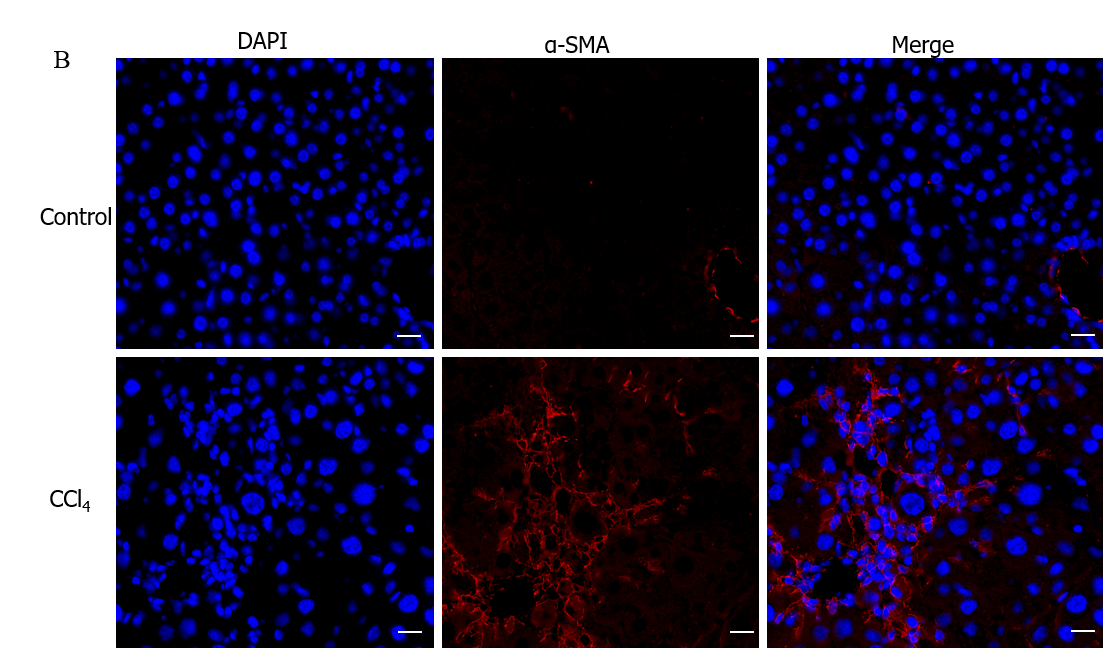 B
DAPI
α-SMA
Merge
Control
CCl₄